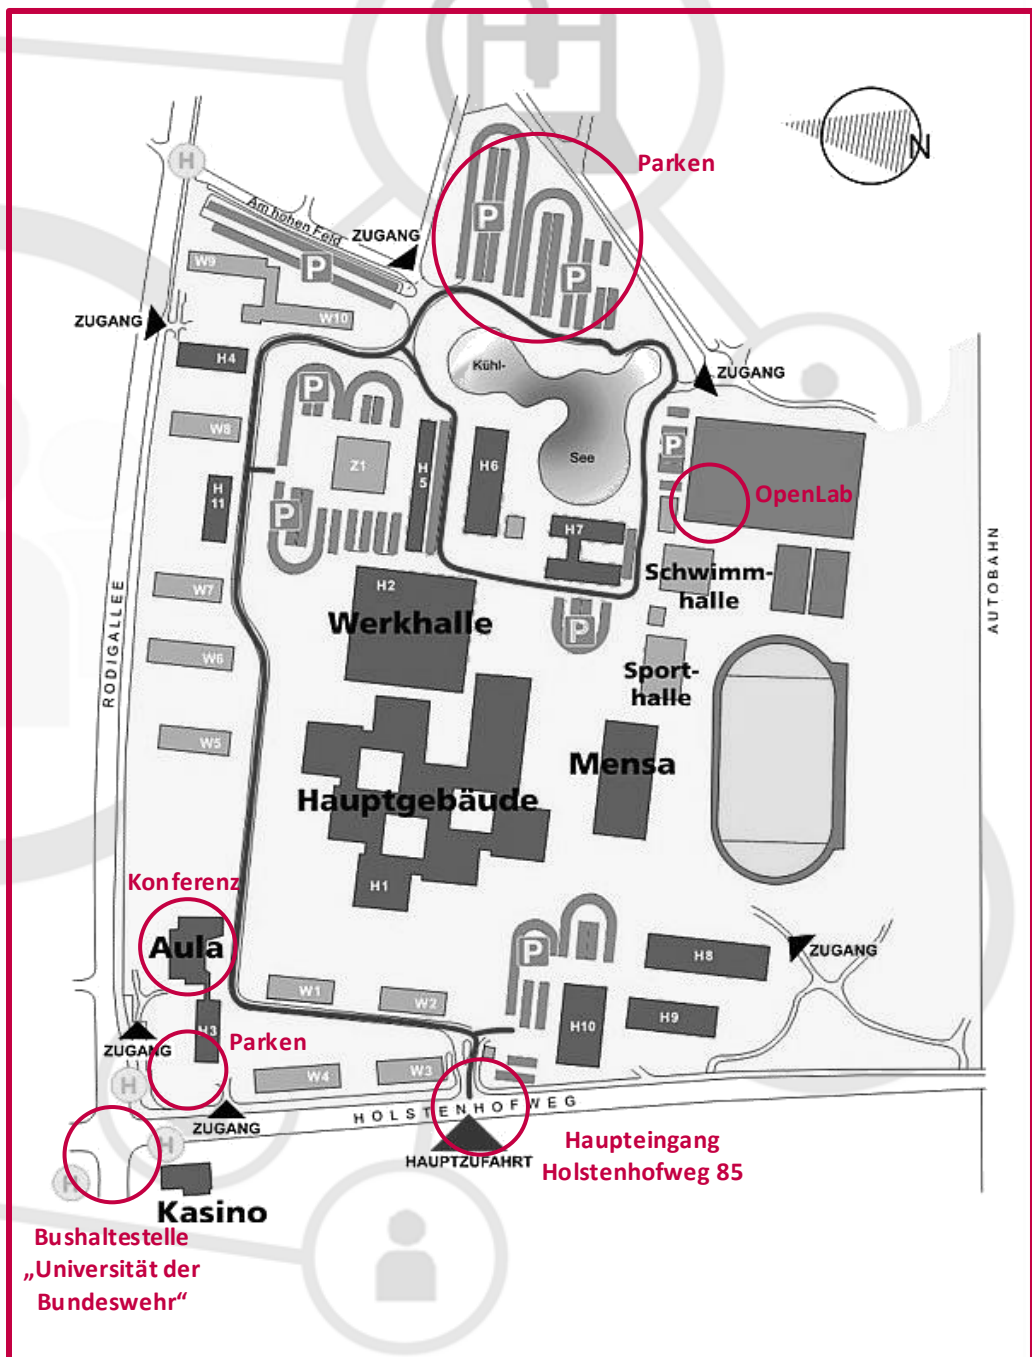 Parken
N
H
Am hohen Feld
ZUGANG
P
P
P
W9
W10
ZUGANG
H4
Kühl-
See
ZUGANG
P
W8
Z1
H
5
H6
P
OpenLab
H
11
P
H7
AUTOBAHN
W7
H2
Werkhalle
Schwimm-
halle
P
RODIGALLEE
W6
Sport-
halle
W5
Mensa
Hauptgebäude
H1
Konferenz
Aula
P
H8
ZUGANG
W1
W2
H3
H10
H9
ZUGANG
Parken
W4
W3
H
HOLSTENHOFWEG
ZUGANG
H
HAUPTZUFAHRT
Haupteingang
Holstenhofweg 85
H
Kasino
Bushaltestelle
„Universität der
Bundeswehr“